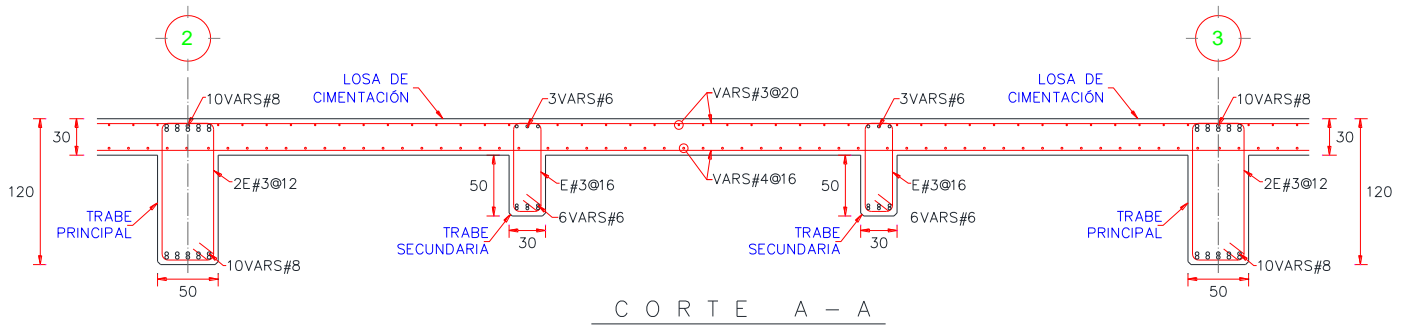 2
3
LOSA DE
CIMENTACIÓN
LOSA DE
CIMENTACIÓN
10VARS#8
3VARS#6
VARS#3@20
3VARS#6
10VARS#8
30
30
120
120
2E#3@12
50
E#3@16
VARS#4@16
50
E#3@16
2E#3@12
TRABE
PRINCIPAL
6VARS#6
6VARS#6
TRABE
PRINCIPAL
TRABE
SECUNDARIA
30
TRABE
SECUNDARIA
30
10VARS#8
10VARS#8
50
50
CORTE A-A